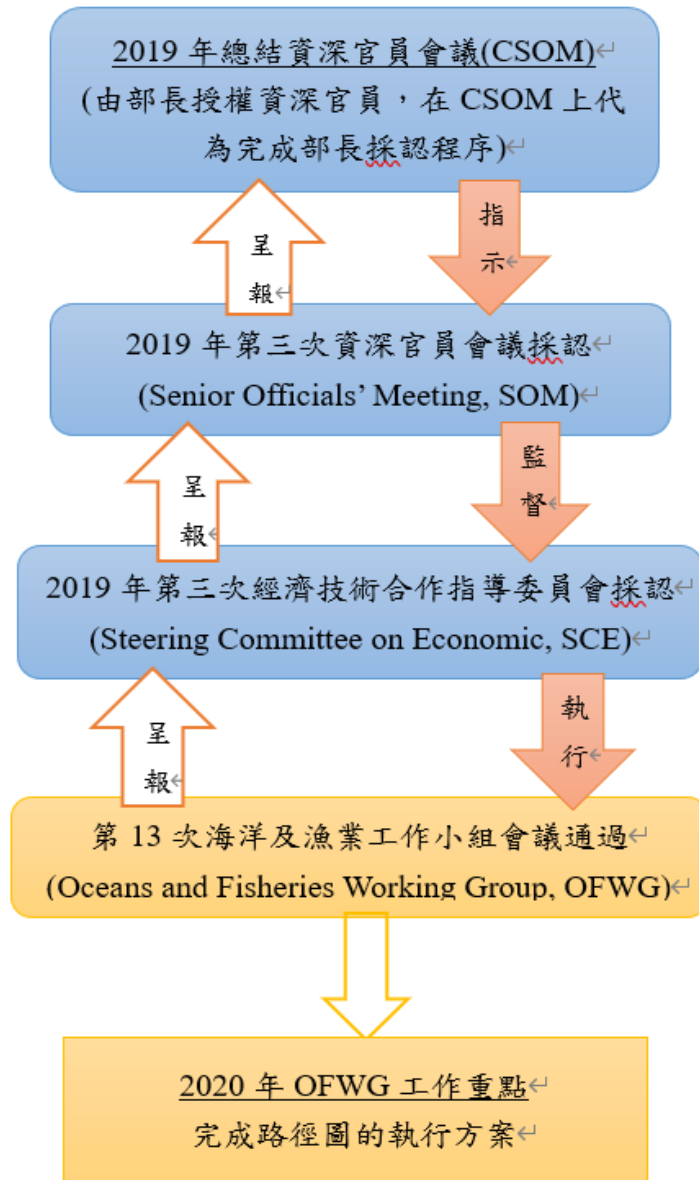 2019 年總結資深官員會議(CSOM)
(由部長授權資深官員，在 CSOM 上代
為完成部長採認程序)
呈
報
指
示
2019 年第三次資深官員會議採認
(Senior Officials’ Meeting, SOM)
呈
報
監
督
2019 年第三次經濟技術合作指導委員會採認
(Steering Committee on Economic, SCE)
呈
報
執
行
第 13 次海洋及漁業工作小組會議通過
(Oceans and Fisheries Working Group, OFWG)
2020 年 OFWG 工作重點
完成路徑圖的執行方案